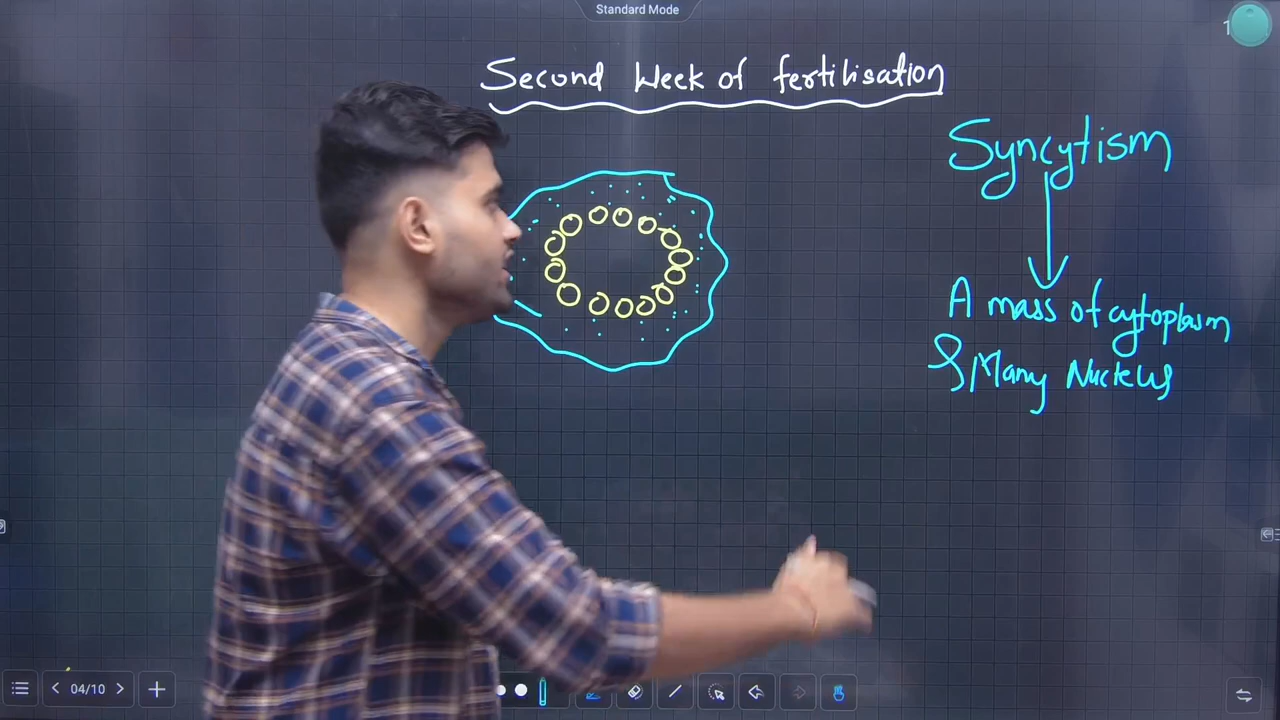 Standard Mode
Second Week of fertilisation
Syncytism
A mass of cytoplasm
& Many Nucleus
04/10